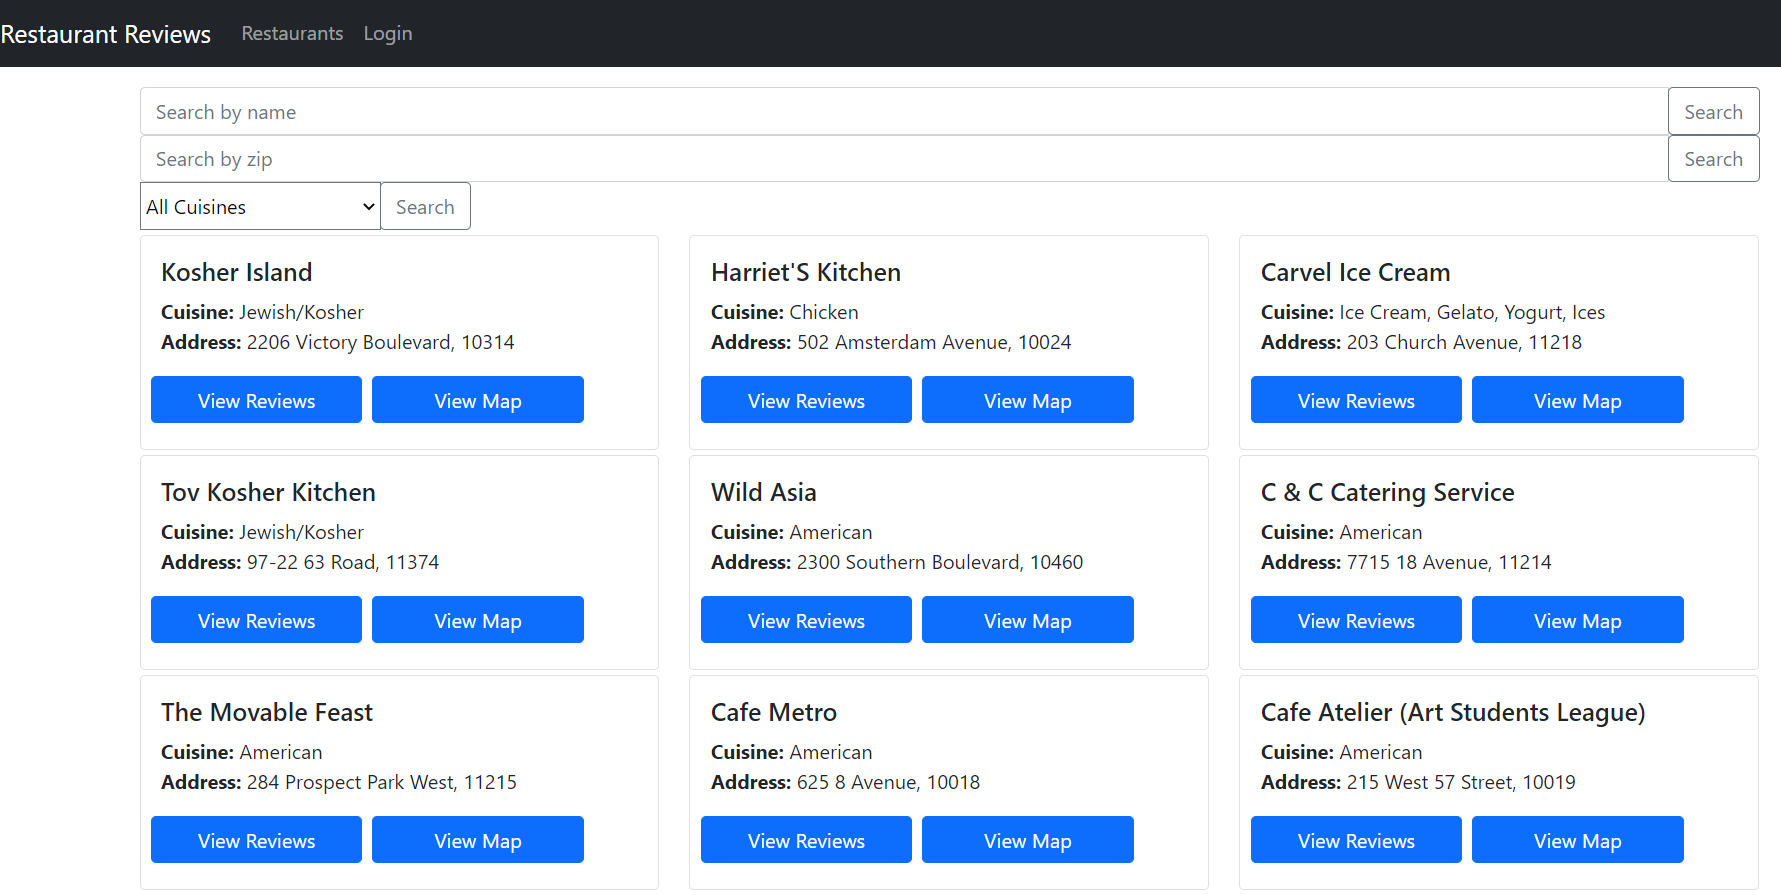 Restaurant Reviews Restaurants Login
Search by name Search
Search by zip Search
All Cuisines Search
Kosher Island
Cuisine: Jewish/Kosher
Address: 2206 Victory Boulevard, 10314
View Reviews View Map
Harriet'S Kitchen
Cuisine: Chicken
Address: 502 Amsterdam Avenue, 10024
View Reviews View Map
Carvel Ice Cream
Cuisine: Ice Cream, Gelato, Yogurt, Ices
Address: 203 Church Avenue, 11218
View Reviews View Map
Tov Kosher Kitchen
Cuisine: Jewish/Kosher
Address: 97-22 63 Road, 11374
View Reviews View Map
Wild Asia
Cuisine: American
Address: 2300 Southern Boulevard, 10460
View Reviews View Map
C & C Catering Service
Cuisine: American
Address: 7715 18 Avenue, 11214
View Reviews View Map
The Movable Feast
Cuisine: American
Address: 284 Prospect Park West, 11215
View Reviews View Map
Cafe Metro
Cuisine: American
Address: 625 8 Avenue, 10018
View Reviews View Map
Cafe Atelier (Art Students League)
Cuisine: American
Address: 215 West 57 Street, 10019
View Reviews View Map